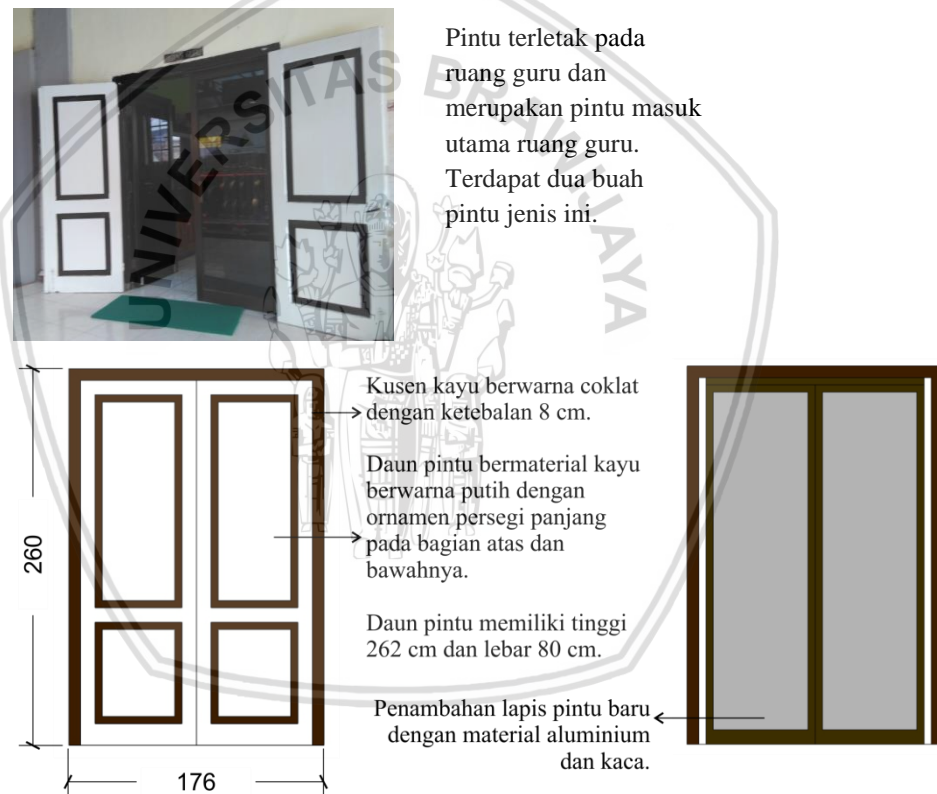 UNIVERSITAS BRAWIJAYA
Pintu terletak pada
ruang guru dan
merupakan pintu masuk
utama ruang guru.
Terdapat dua buah
pintu jenis ini.
Kusen kayu berwarna coklat
dengan ketebalan 8 cm.
Daun pintu bermaterial kayu
berwarna putih dengan
ornamen persegi panjang
pada bagian atas dan
bawahnya.
Daun pintu memiliki tinggi
262 cm dan lebar 80 cm.
Penambahan lapis pintu baru
dengan material aluminium
dan kaca.
260
176